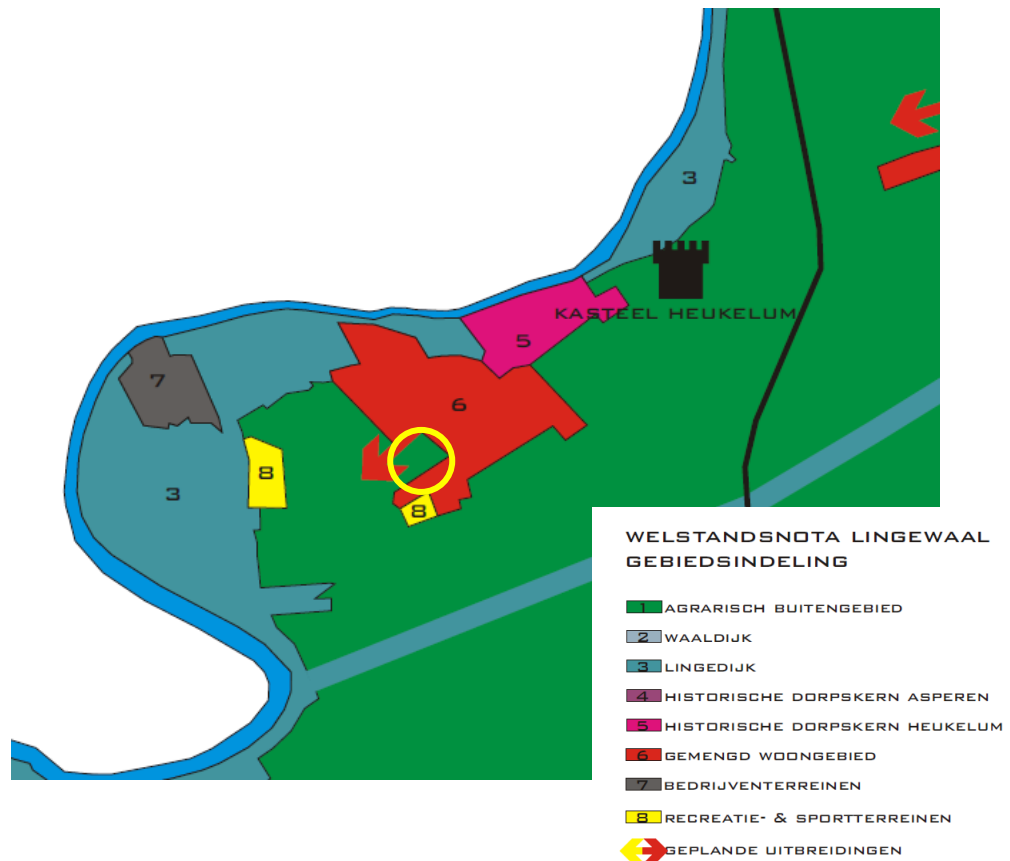 3
KASTEEL HEUKELUM
5
7
6
8
3
8
WELSTANDSNOTA LINGEWAAL
GEBIEDSINDELING
1 AGRARISCH BUITENGEBIED
2 WAALDIJK
3 LINGEDIJK
4 HISTORISCHE DORPSKERN ASPEREN
5 HISTORISCHE DORPSKERN HEUKELUM
6 GEMENGD WOONGEBIED
7 BEDRIJVENTERREINEN
8 RECREATIE- & SPORTTERREINEN
GEPLANDE UITBREIDINGEN